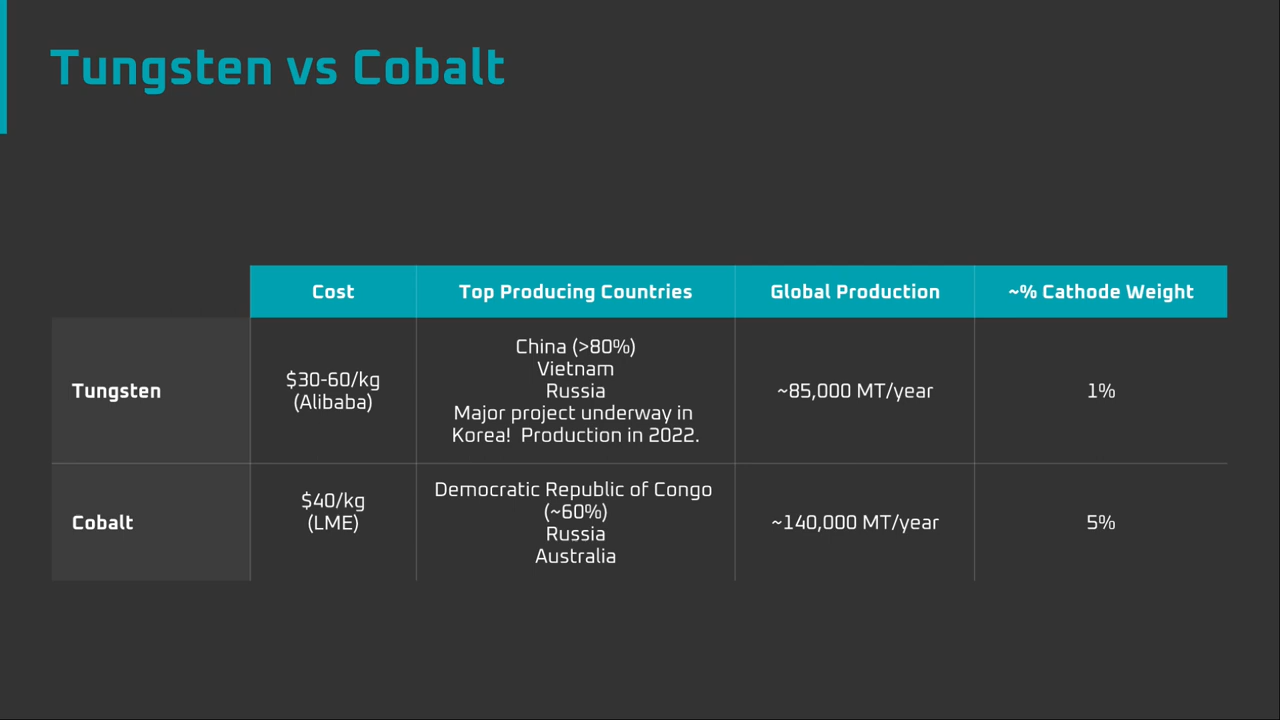 Tungsten vs Cobalt
Cost
Top Producing Countries
Global Production
~% Cathode Weight
Tungsten
$30-60/kg
(Alibaba)
China (>80%)
Vietnam
Russia
Major project underway in
Korea!  Production in 2022.
~85,000 MT/year
1%
Cobalt
$40/kg
(LME)
Democratic Republic of Congo
(~60%)
Russia
Australia
~140,000 MT/year
5%